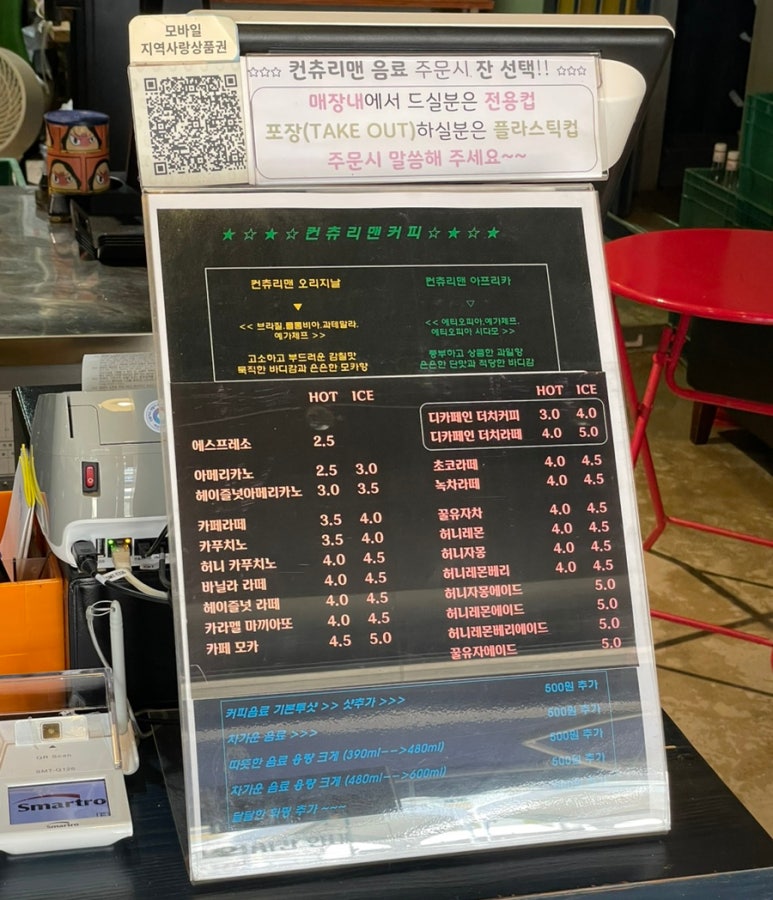 모바일
지역사랑상품권
☆☆☆ 컨츄리맨 음료 주문시 잔 선택!! ☆☆☆
매장내에서 드실분은 전용컵
포장(TAKE OUT)하실분은 플라스틱컵
주문시 말씀해 주세요~~
★☆★☆컨츄리맨커피☆★☆★
컨츄리맨 오리지날
▼
<< 브라질,콜롬비아,과테말라,
예가체프 >>
고소하고 부드러운 감칠맛
묵직한 바디감과 은은한 모카향
컨츄리맨 아프리카
▽
<< 에티오피아,예가체프,
에티오피아 시다모 >>
풍부하고 상품한 과일향
은은한 단맛과 적당한 바디감
HOT ICE
에스프레소 2.5
아메리카노 2.5 3.0
헤이즐넛아메리카노 3.0 3.5
카페라떼 3.5 4.0
카푸치노 3.5 4.0
허니 카푸치노 4.0 4.5
바닐라 라떼 4.0 4.5
헤이즐넛 라떼 4.0 4.5
카라멜 마끼아또 4.0 4.5
카페 모카 4.5 5.0
HOT ICE
디카페인 더치커피 3.0 4.0
디카페인 더치라떼 4.0 5.0
초코라떼 4.0 4.5
녹차라떼 4.0 4.5
꿀유자차 4.0 4.5
허니레몬 4.0 4.5
허니자몽 4.0 4.5
허니레몬베리 4.0 4.5
허니자몽에이드 5.0
허니레몬에이드 5.0
허니레몬베리에이드 5.0
꿀유자에이드 5.0
커피음료 기본투샷 >> 샷추가 >>> 500원 추가
차가운 음료 >>> 500원 추가
따뜻한 음료 용량 크게 (390ml-->480ml) 500원 추가
차가운 음료 용량 크게 (480ml-->600ml) 500원 추가
달달한 휘핑 추가 ~~~
QR Scan
SMT-Q128
Smartro
Smartro